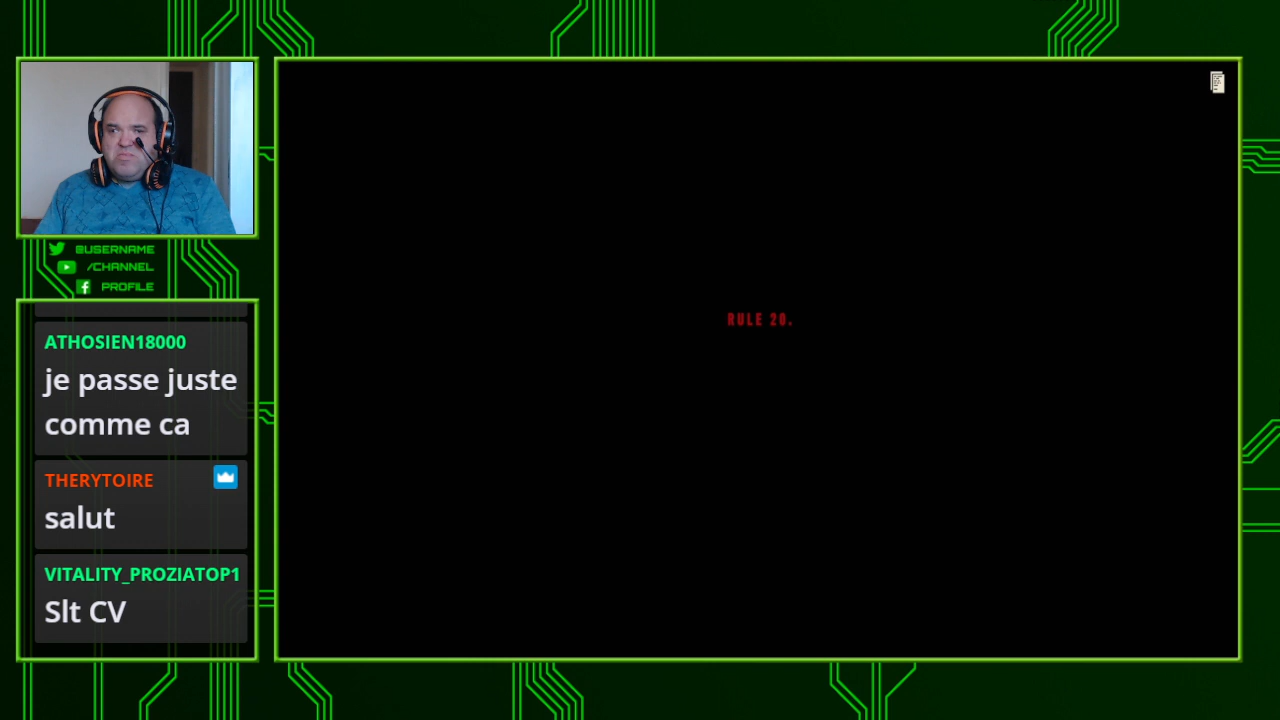 @USERNAME
/CHANNEL
PROFILE
ATHOSIEN18000
je passe juste
comme ca
THERYTOIRE
salut
VITALITY_PROZIATOP1
Slt CV
RULE 20.